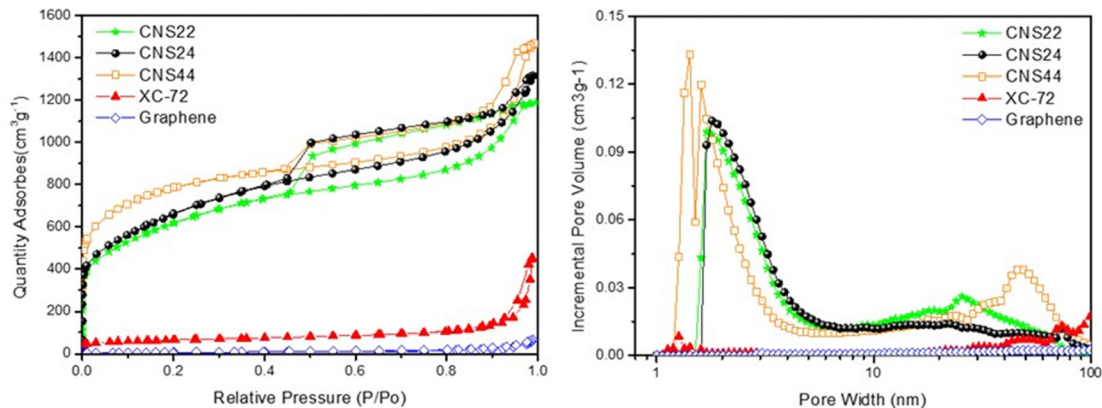 1600
1400
1200
1000
800
600
400
200
0
Quantity Adsorbes(cm³g⁻¹)
CNS22
CNS24
CNS44
XC-72
Graphene
0.0 0.2 0.4 0.6 0.8 1.0
Relative Pressure (P/Po)
0.15
0.12
0.09
0.06
0.03
0.00
Incremental Pore Volume (cm3g-1)
CNS22
CNS24
CNS44
XC-72
Graphene
1 10 100
Pore Width (nm)